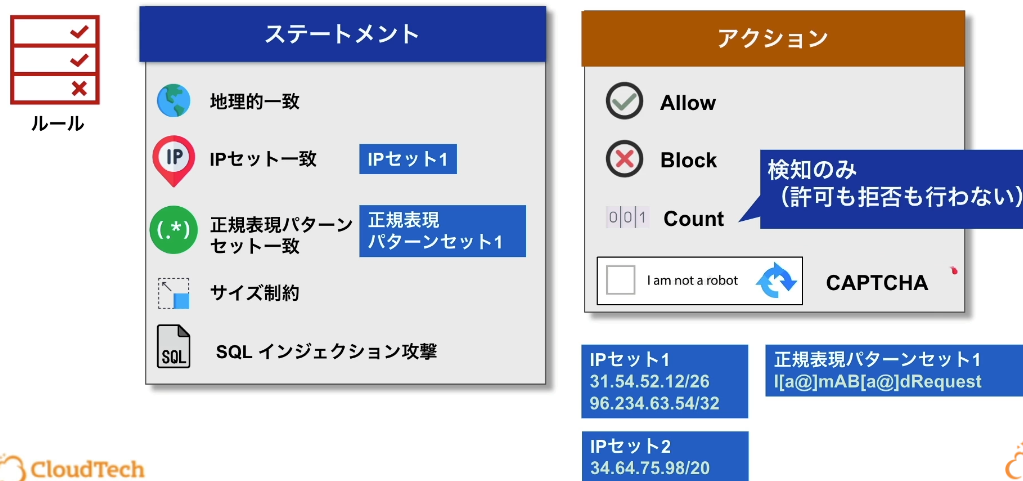 ルール
ステートメント
地理的一致
IP
IPセット一致
IPセット1
(.*)
正規表現パターン
セット一致
正規表現
パターンセット1
サイズ制約
SQL
SQL インジェクション攻撃
アクション
Allow
Block
検知のみ
（許可も拒否も行わない）
001
Count
I am not a robot
CAPTCHA
IPセット1
31.54.52.12/26
96.234.63.54/32
正規表現パターンセット1
I[a@]mAB[a@]dRequest
IPセット2
34.64.75.98/20
CloudTech